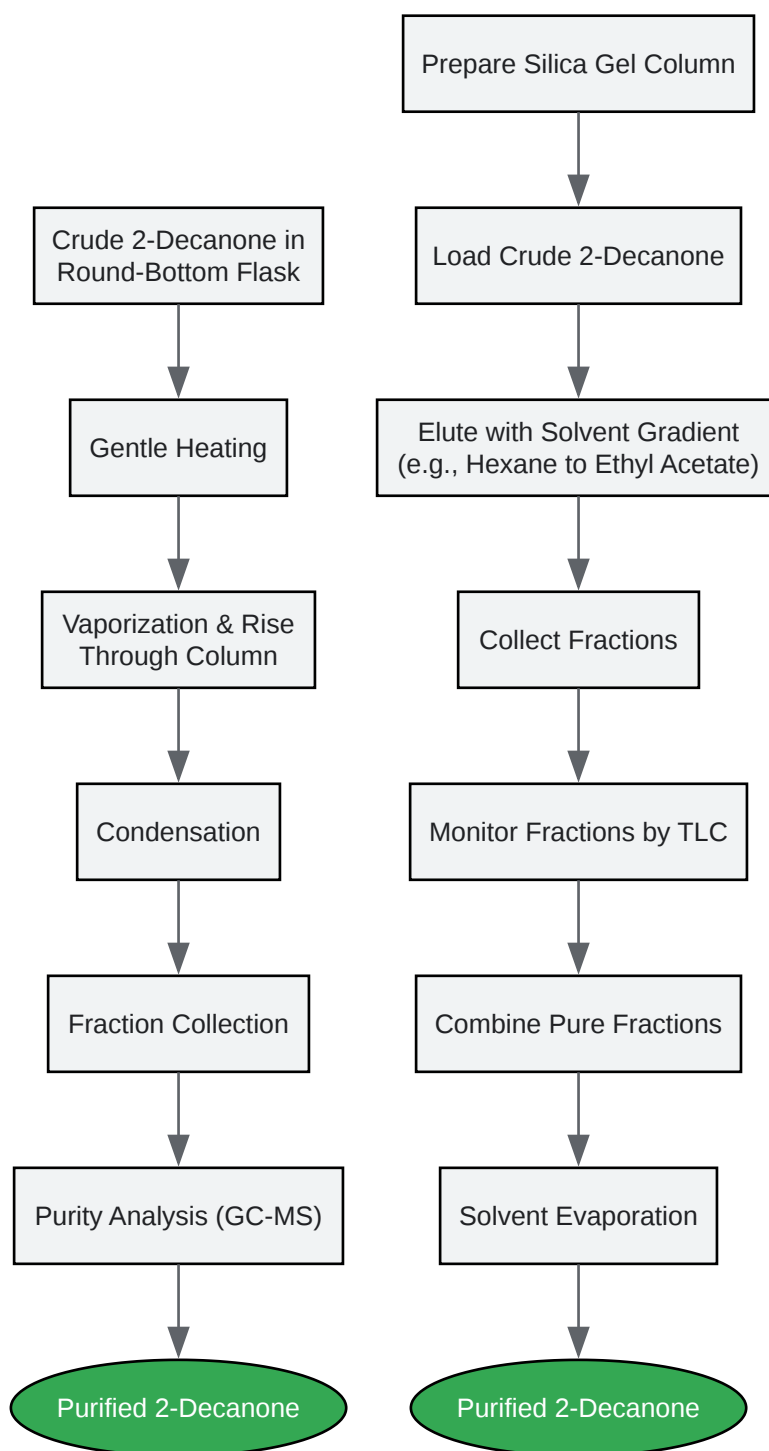 Crude 2-Decanone in
Round-Bottom Flask
Gentle Heating
Vaporization & Rise
Through Column
Condensation
Fraction Collection
Purity Analysis (GC-MS)
Purified 2-Decanone
Prepare Silica Gel Column
Load Crude 2-Decanone
Elute with Solvent Gradient
(e.g., Hexane to Ethyl Acetate)
Collect Fractions
Monitor Fractions by TLC
Combine Pure Fractions
Solvent Evaporation
Purified 2-Decanone